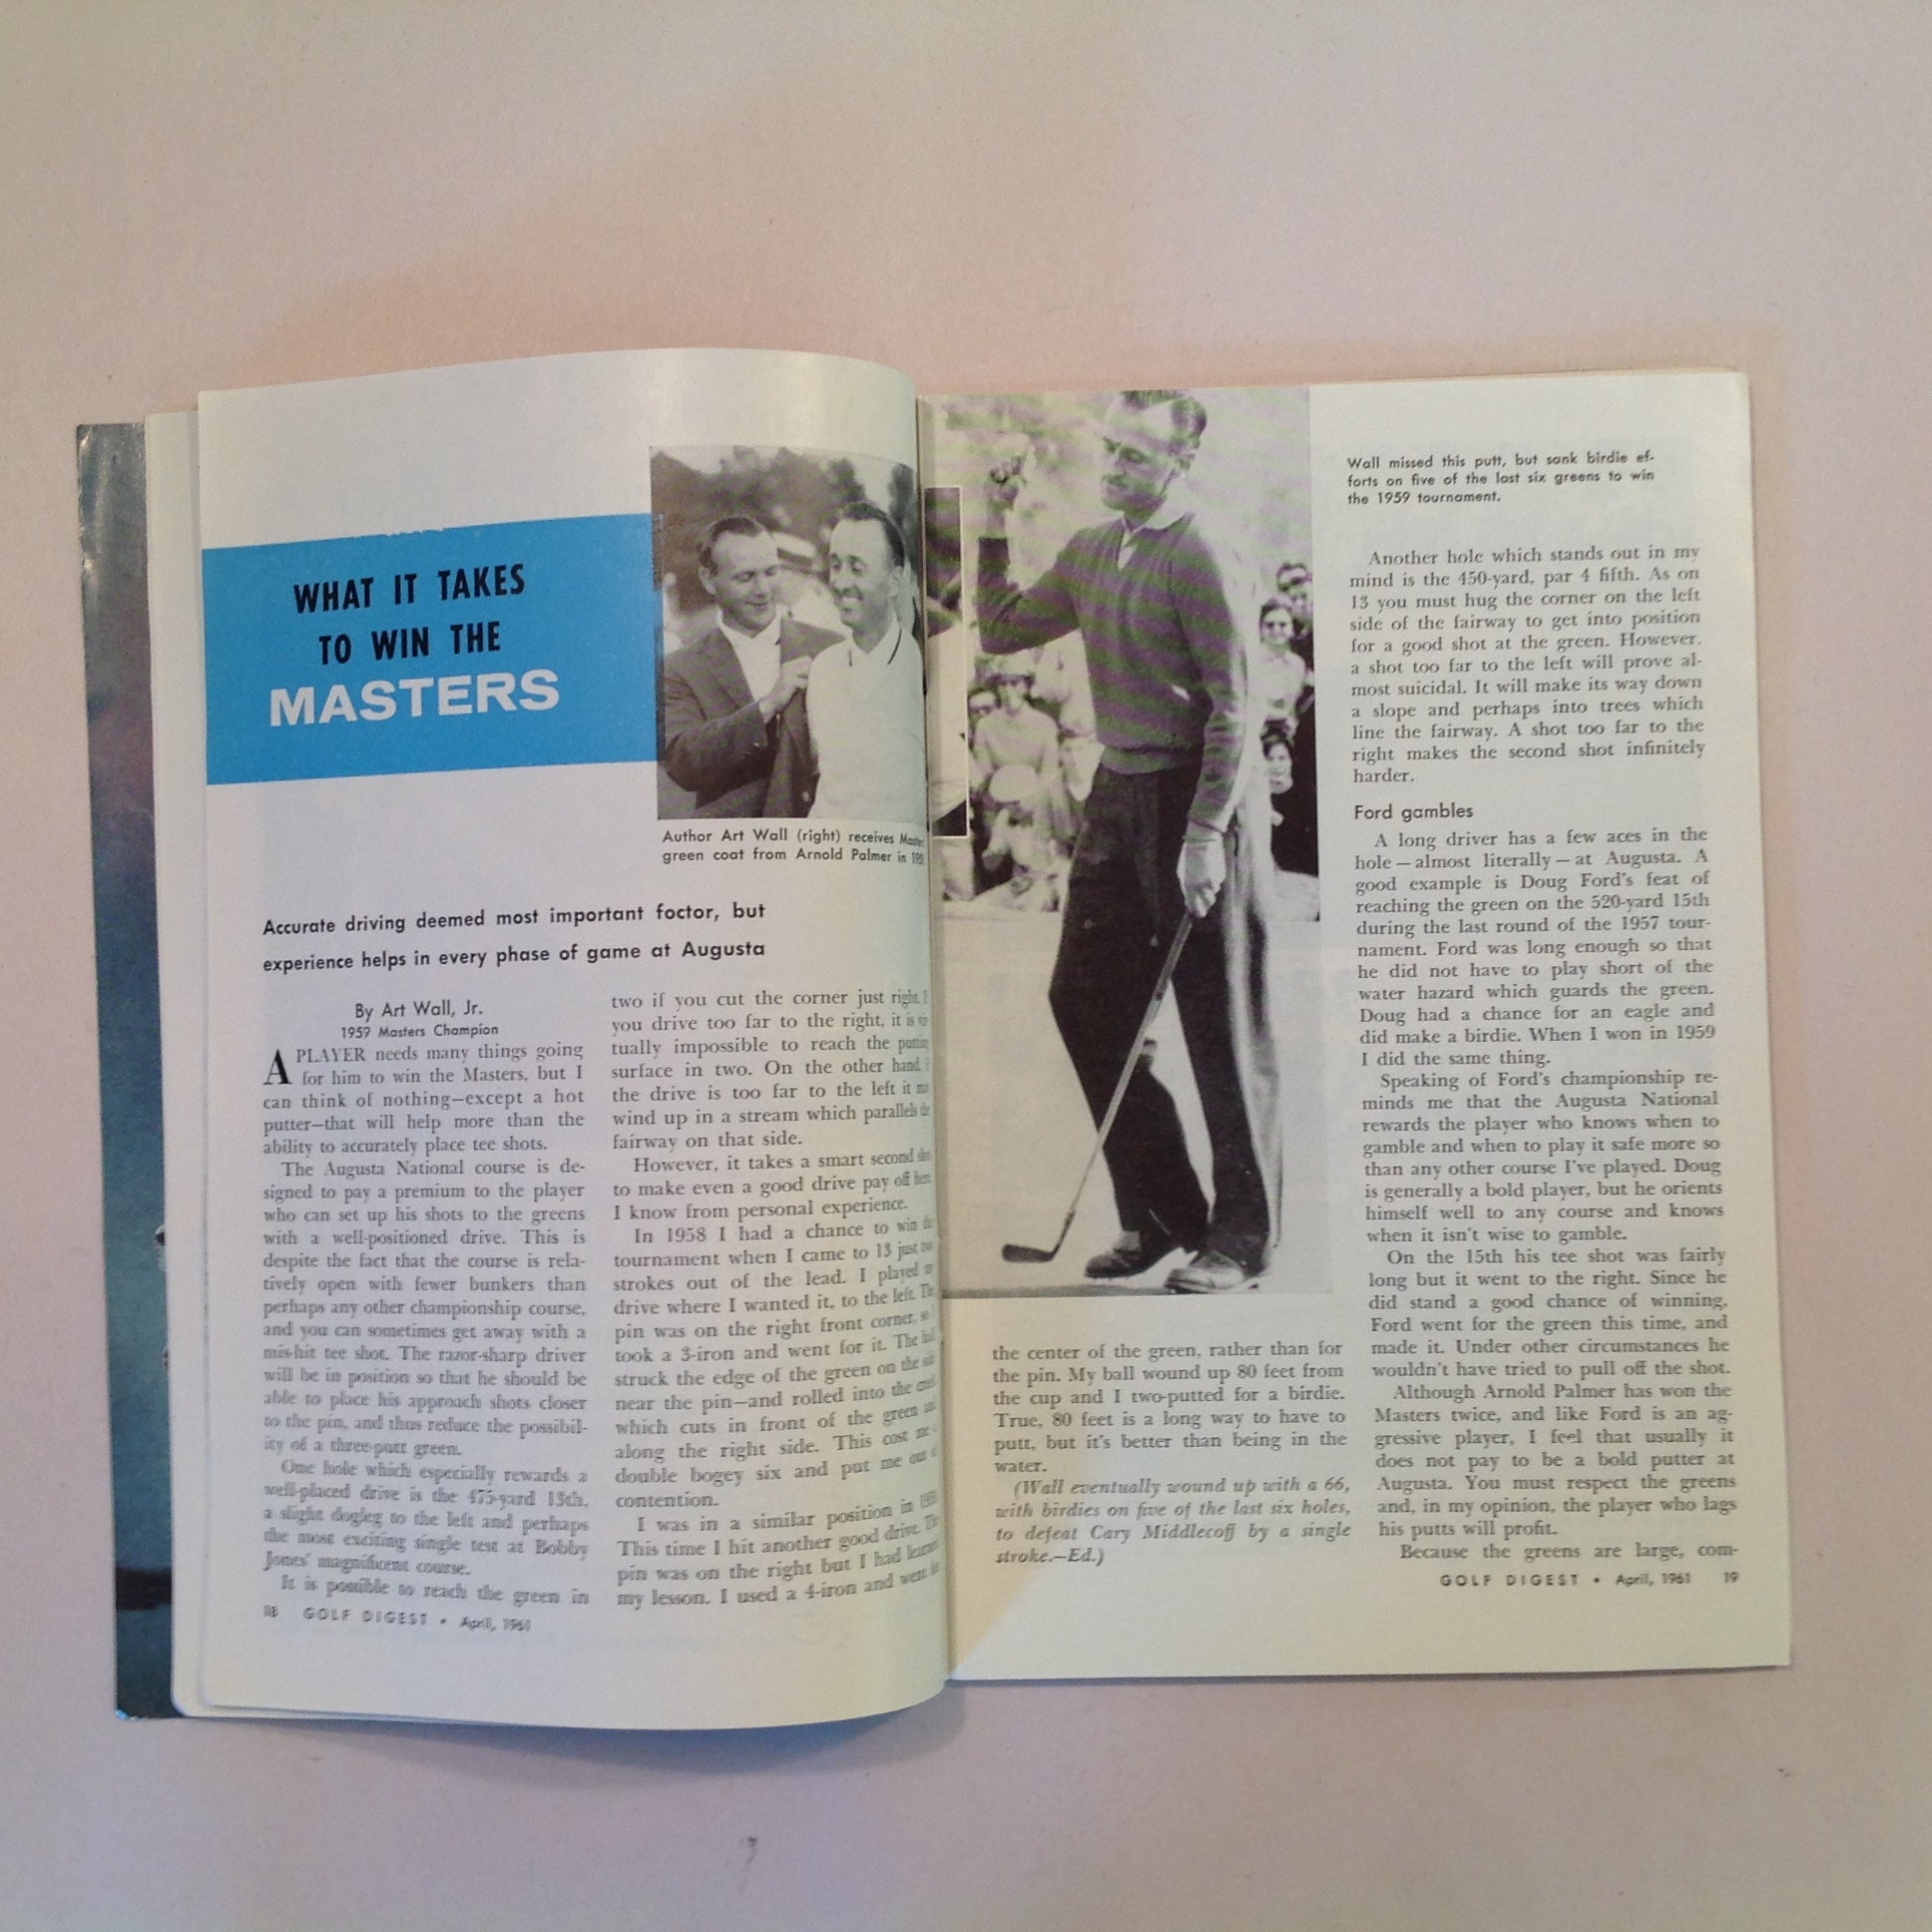 WHAT IT TAKES
TO WIN THE
MASTERS
Author Art Wall (right) receives
green coat from Arnold Palmer in
Accurate driving deemed most important foctor, but
experience helps in every phase of game at Augusta
By Art Wall, Jr.
1959 Masters Champion
A PLAYER needs many things going
for him to win the Masters, but I
can think of nothing—except a hot
putter—that will help more than the
ability to accurately place tee shots.
The Augusta National course is de-
signed to pay a premium to the player
who can set up his shots to the greens
with a well-positioned drive. This is
despite the fact that the course is rela-
tively open with fewer bunkers than
perhaps any other championship course,
and you can sometimes get away with a
mis-hit tee shot. The razor-sharp driver
will be in position so that he should be
able to place his approach shots closer
to the pin, and thus reduce the possibil-
ity of a three-putt green.
One hole which especially rewards a
well-placed drive is the 475-yard 13th,
a slight dogleg to the left and perhaps
the most exciting single test at Bobby
Jones' magnificent course.
It is possible to reach the green in
18 GOLF DIGEST • April, 1961
two if you cut the corner just right.
you drive too far to the right, it is
tually impossible to reach the putting
surface in two. On the other hand,
the drive is too far to the left it
wind up in a stream which parallels the
fairway on that side.
However, it takes a smart second
to make even a good drive pay off here.
I know from personal experience.
In 1958 I had a chance to win the
tournament when I came to 13 just
strokes out of the lead. I played
drive where I wanted it, to the left. The
pin was on the right front corner, so
took a 3-iron and went for it. The
struck the edge of the green on the
near the pin—and rolled into the
which cuts in front of the green and
along the right side. This cost me
double bogey six and put me out
contention.
I was in a similar position in
This time I hit another good drive. The
pin was on the right but I had learned
my lesson. I used a 4-iron and went
Wall missed this putt, but sank birdie ef-
forts on five of the last six greens to win
the 1959 tournament.
the center of the green, rather than for
the pin. My ball wound up 80 feet from
the cup and I two-putted for a birdie.
True, 80 feet is a long way to have to
putt, but it's better than being in the
water.
(Wall eventually wound up with a 66,
with birdies on five of the last six holes,
to defeat Cary Middlecoff by a single
stroke.—Ed.)
Another hole which stands out in my
mind is the 450-yard, par 4 fifth. As on
13 you must hug the corner on the left
side of the fairway to get into position
for a good shot at the green. However,
a shot too far to the left will prove al-
most suicidal. It will make its way down
a slope and perhaps into trees which
line the fairway. A shot too far to the
right makes the second shot infinitely
harder.
Ford gambles
A long driver has a few aces in the
hole — almost literally — at Augusta. A
good example is Doug Ford's feat of
reaching the green on the 520-yard 15th
during the last round of the 1957 tour-
nament. Ford was long enough so that
he did not have to play short of the
water hazard which guards the green.
Doug had a chance for an eagle and
did make a birdie. When I won in 1959
I did the same thing.
Speaking of Ford's championship re-
minds me that the Augusta National
rewards the player who knows when to
gamble and when to play it safe more so
than any other course I've played. Doug
is generally a bold player, but he orients
himself well to any course and knows
when it isn't wise to gamble.
On the 15th his tee shot was fairly
long but it went to the right. Since he
did stand a good chance of winning,
Ford went for the green this time, and
made it. Under other circumstances he
wouldn't have tried to pull off the shot.
Although Arnold Palmer has won the
Masters twice, and like Ford is an ag-
gressive player, I feel that usually it
does not pay to be a bold putter at
Augusta. You must respect the greens
and, in my opinion, the player who lags
his putts will profit.
Because the greens are large, com-
GOLF DIGEST • April, 1961 19